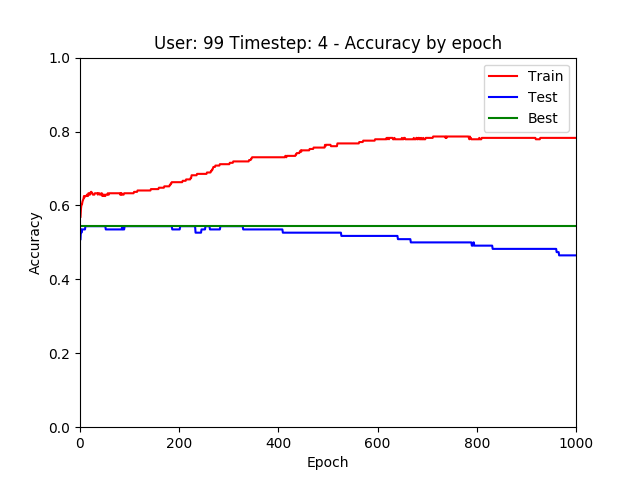 User: 99 Timestep: 4 - Accuracy by epoch
1.0
0.8
0.6
0.4
0.2
0.0
Accuracy
0 200 400 600 800 1000
Epoch
Train
Test
Best